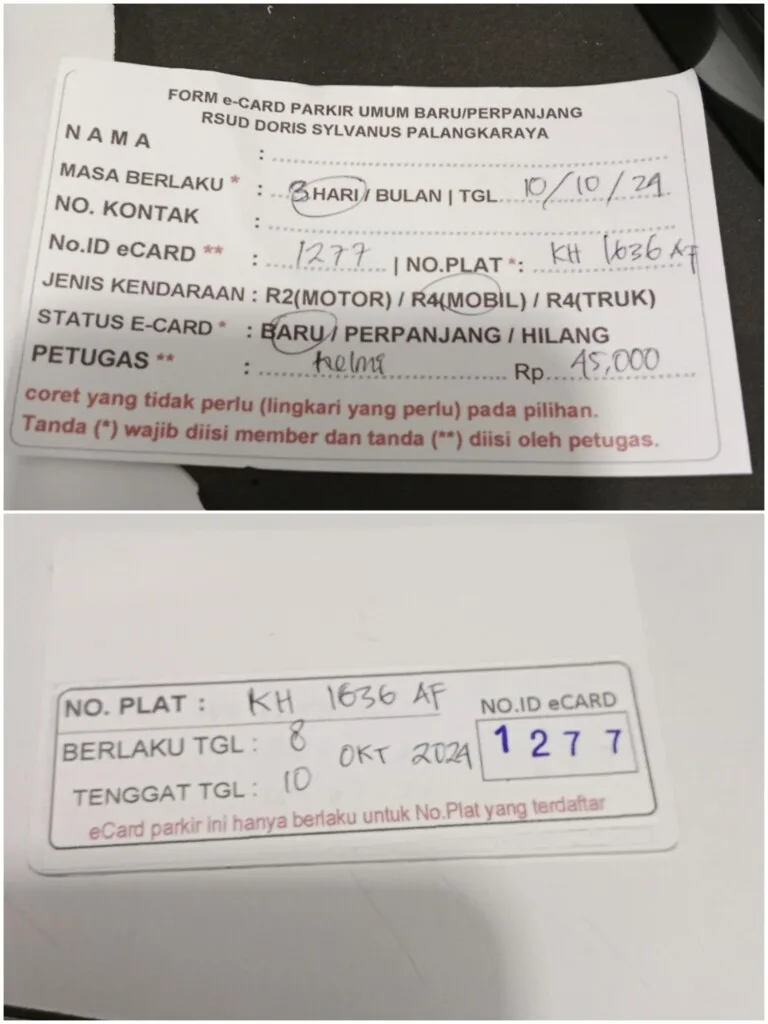 FORM e-CARD PARKIR UMUM BARU/PERPANJANG
RSUD DORIS SYLVANUS PALANGKARAYA
NAMA :
MASA BERLAKU * : 3 HARI / BULAN | TGL 10/10/24
NO. KONTAK :
No.ID eCARD ** : 1277 | NO.PLAT *: KH 1636 AF
JENIS KENDARAAN : R2(MOTOR) / R4(MOBIL) / R4(TRUK)
STATUS E-CARD * : BARU / PERPANJANG / HILANG
PETUGAS ** : Helmi Rp. 45,000
coret yang tidak perlu (lingkari yang perlu) pada pilihan.
Tanda (*) wajib diisi member dan tanda (**) diisi oleh petugas.
NO. PLAT : KH 1636 AF
NO.ID eCARD
1277
BERLAKU TGL : 8
OKT 2024
TENGGAT TGL : 10
eCard parkir ini hanya berlaku untuk No.Plat yang terdaftar